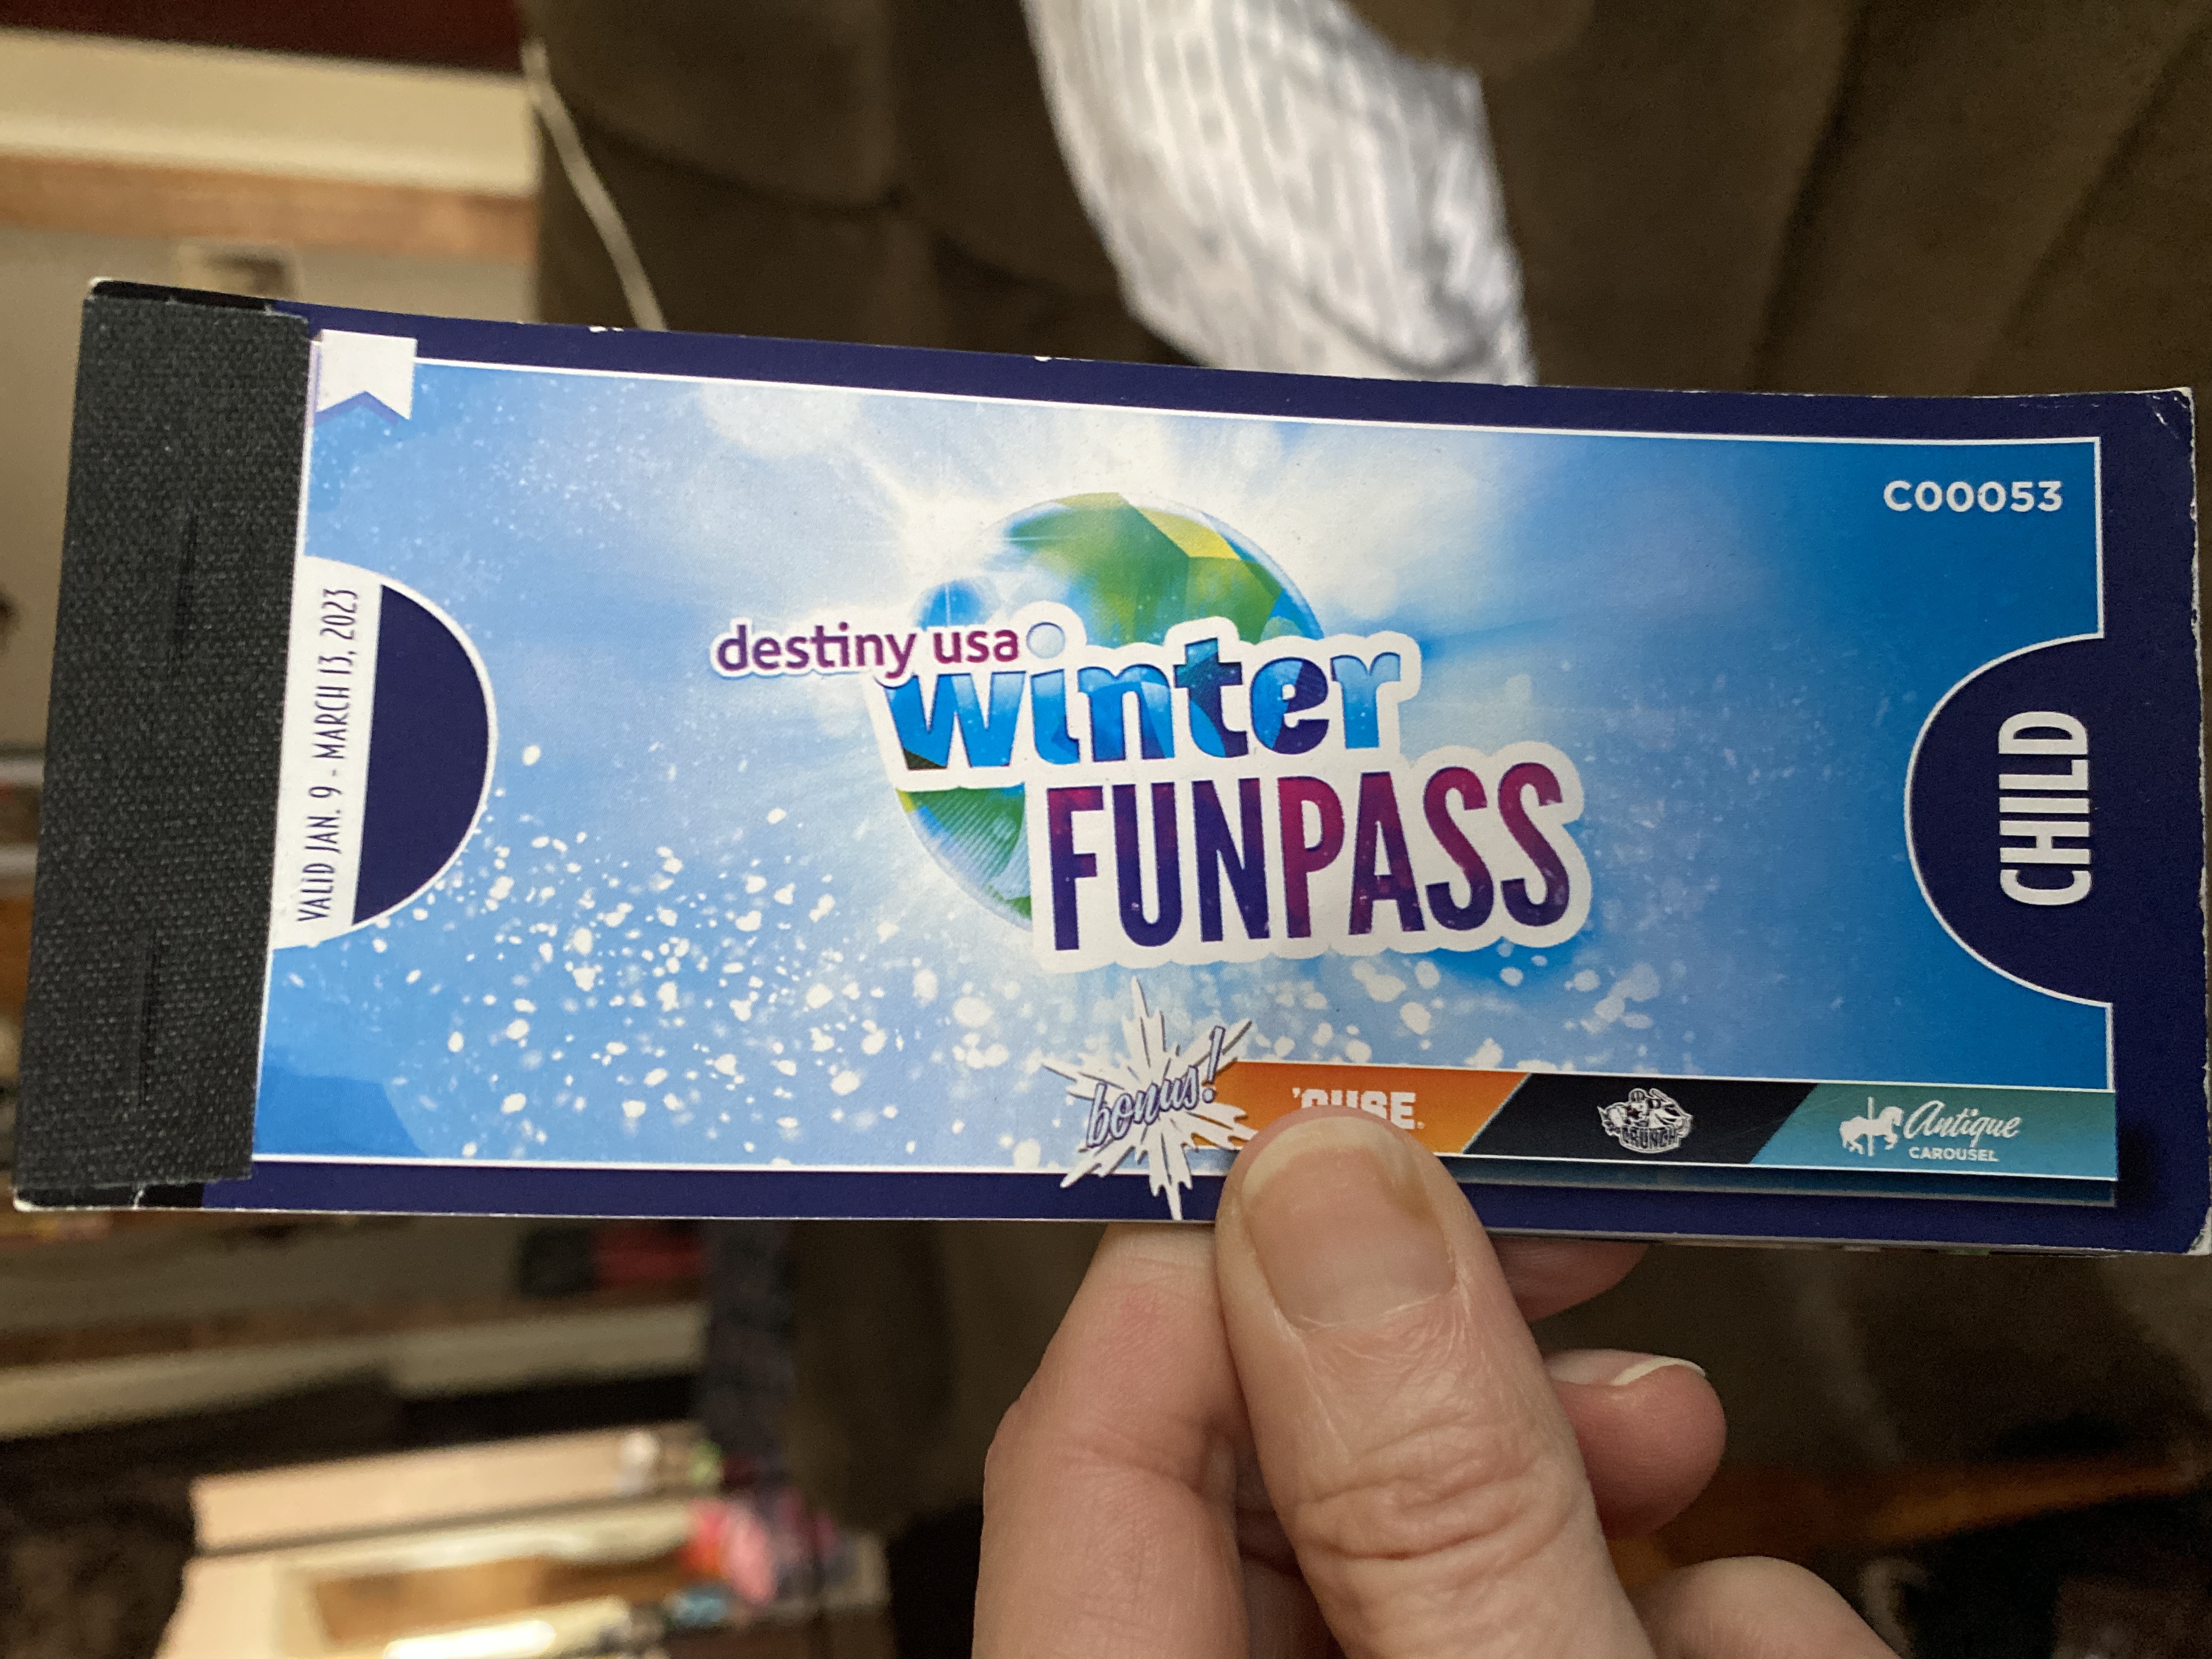 C00053
VALID JAN. 9 - MARCH 13, 2023
destiny usa
winter
FUNPASS
CHILD
bonus!
CRUNCH
Antique
CAROUSEL